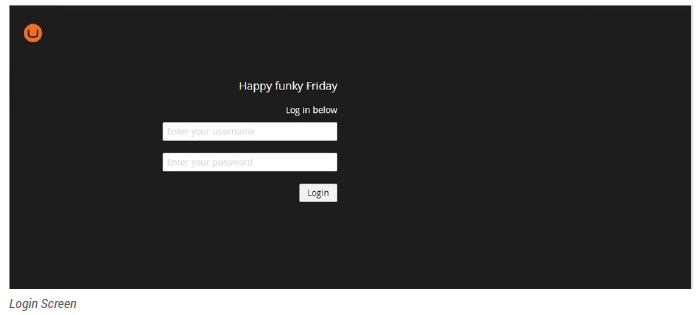 Happy funky Friday
Log in below
Enter your username
Enter your password
Login
Login Screen